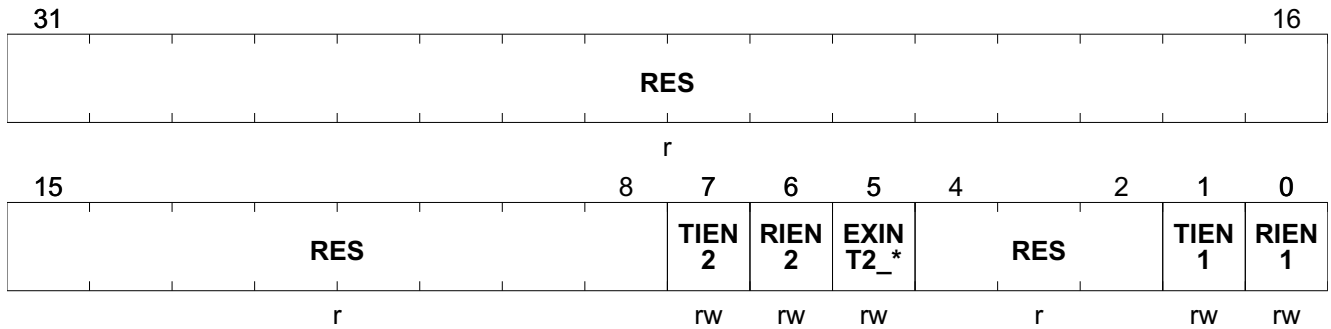 31 16
RES
r
15 8 7 6 5 4 2 1 0
RES TIEN 2 RIEN 2 EXIN T2_* RES TIEN 1 RIEN 1
r rw rw rw r rw rw